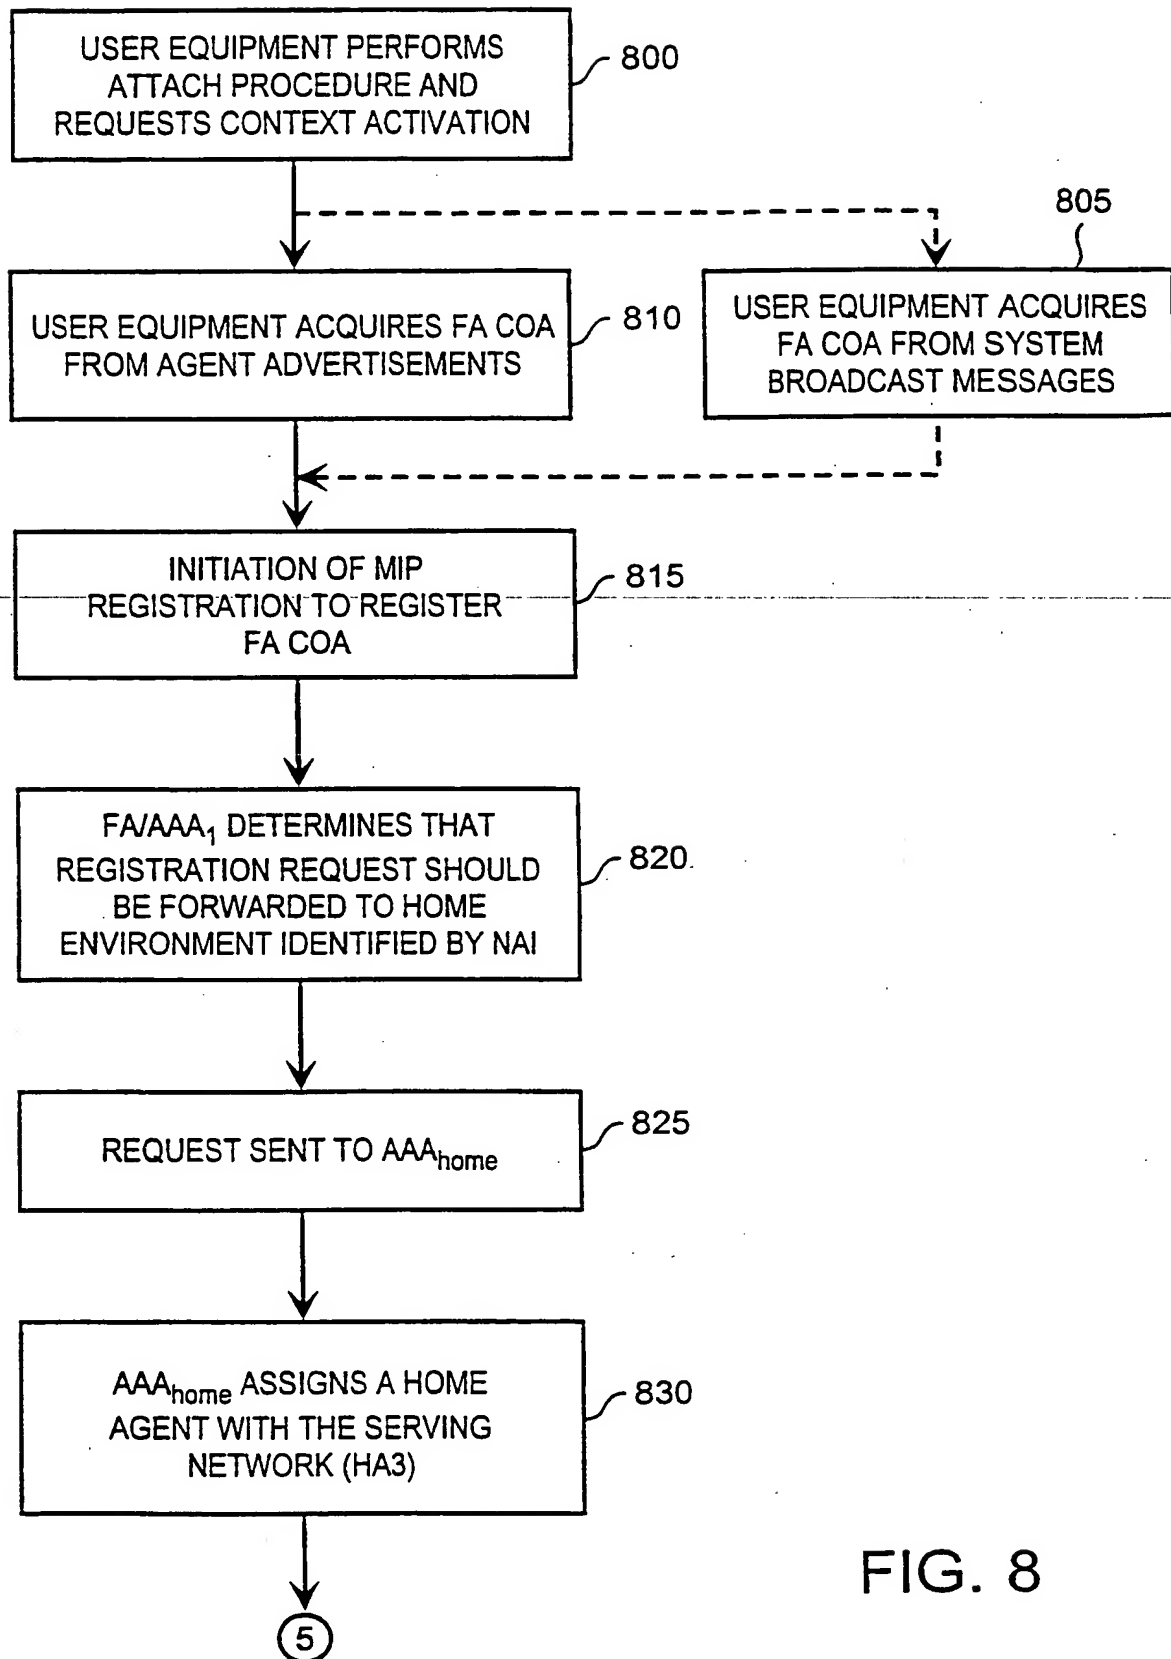 USER EQUIPMENT PERFORMS
ATTACH PROCEDURE AND
REQUESTS CONTEXT ACTIVATION
800
805
USER EQUIPMENT ACQUIRES FA COA
FROM AGENT ADVERTISEMENTS
810
USER EQUIPMENT ACQUIRES
FA COA FROM SYSTEM
BROADCAST MESSAGES
INITIATION OF MIP
REGISTRATION TO REGISTER
FA COA
815
FA/AAA1 DETERMINES THAT
REGISTRATION REQUEST SHOULD
BE FORWARDED TO HOME
ENVIRONMENT IDENTIFIED BY NAI
820
REQUEST SENT TO AAAhome
825
AAAhome ASSIGNS A HOME
AGENT WITH THE SERVING
NETWORK (HA3)
830
5
FIG. 8